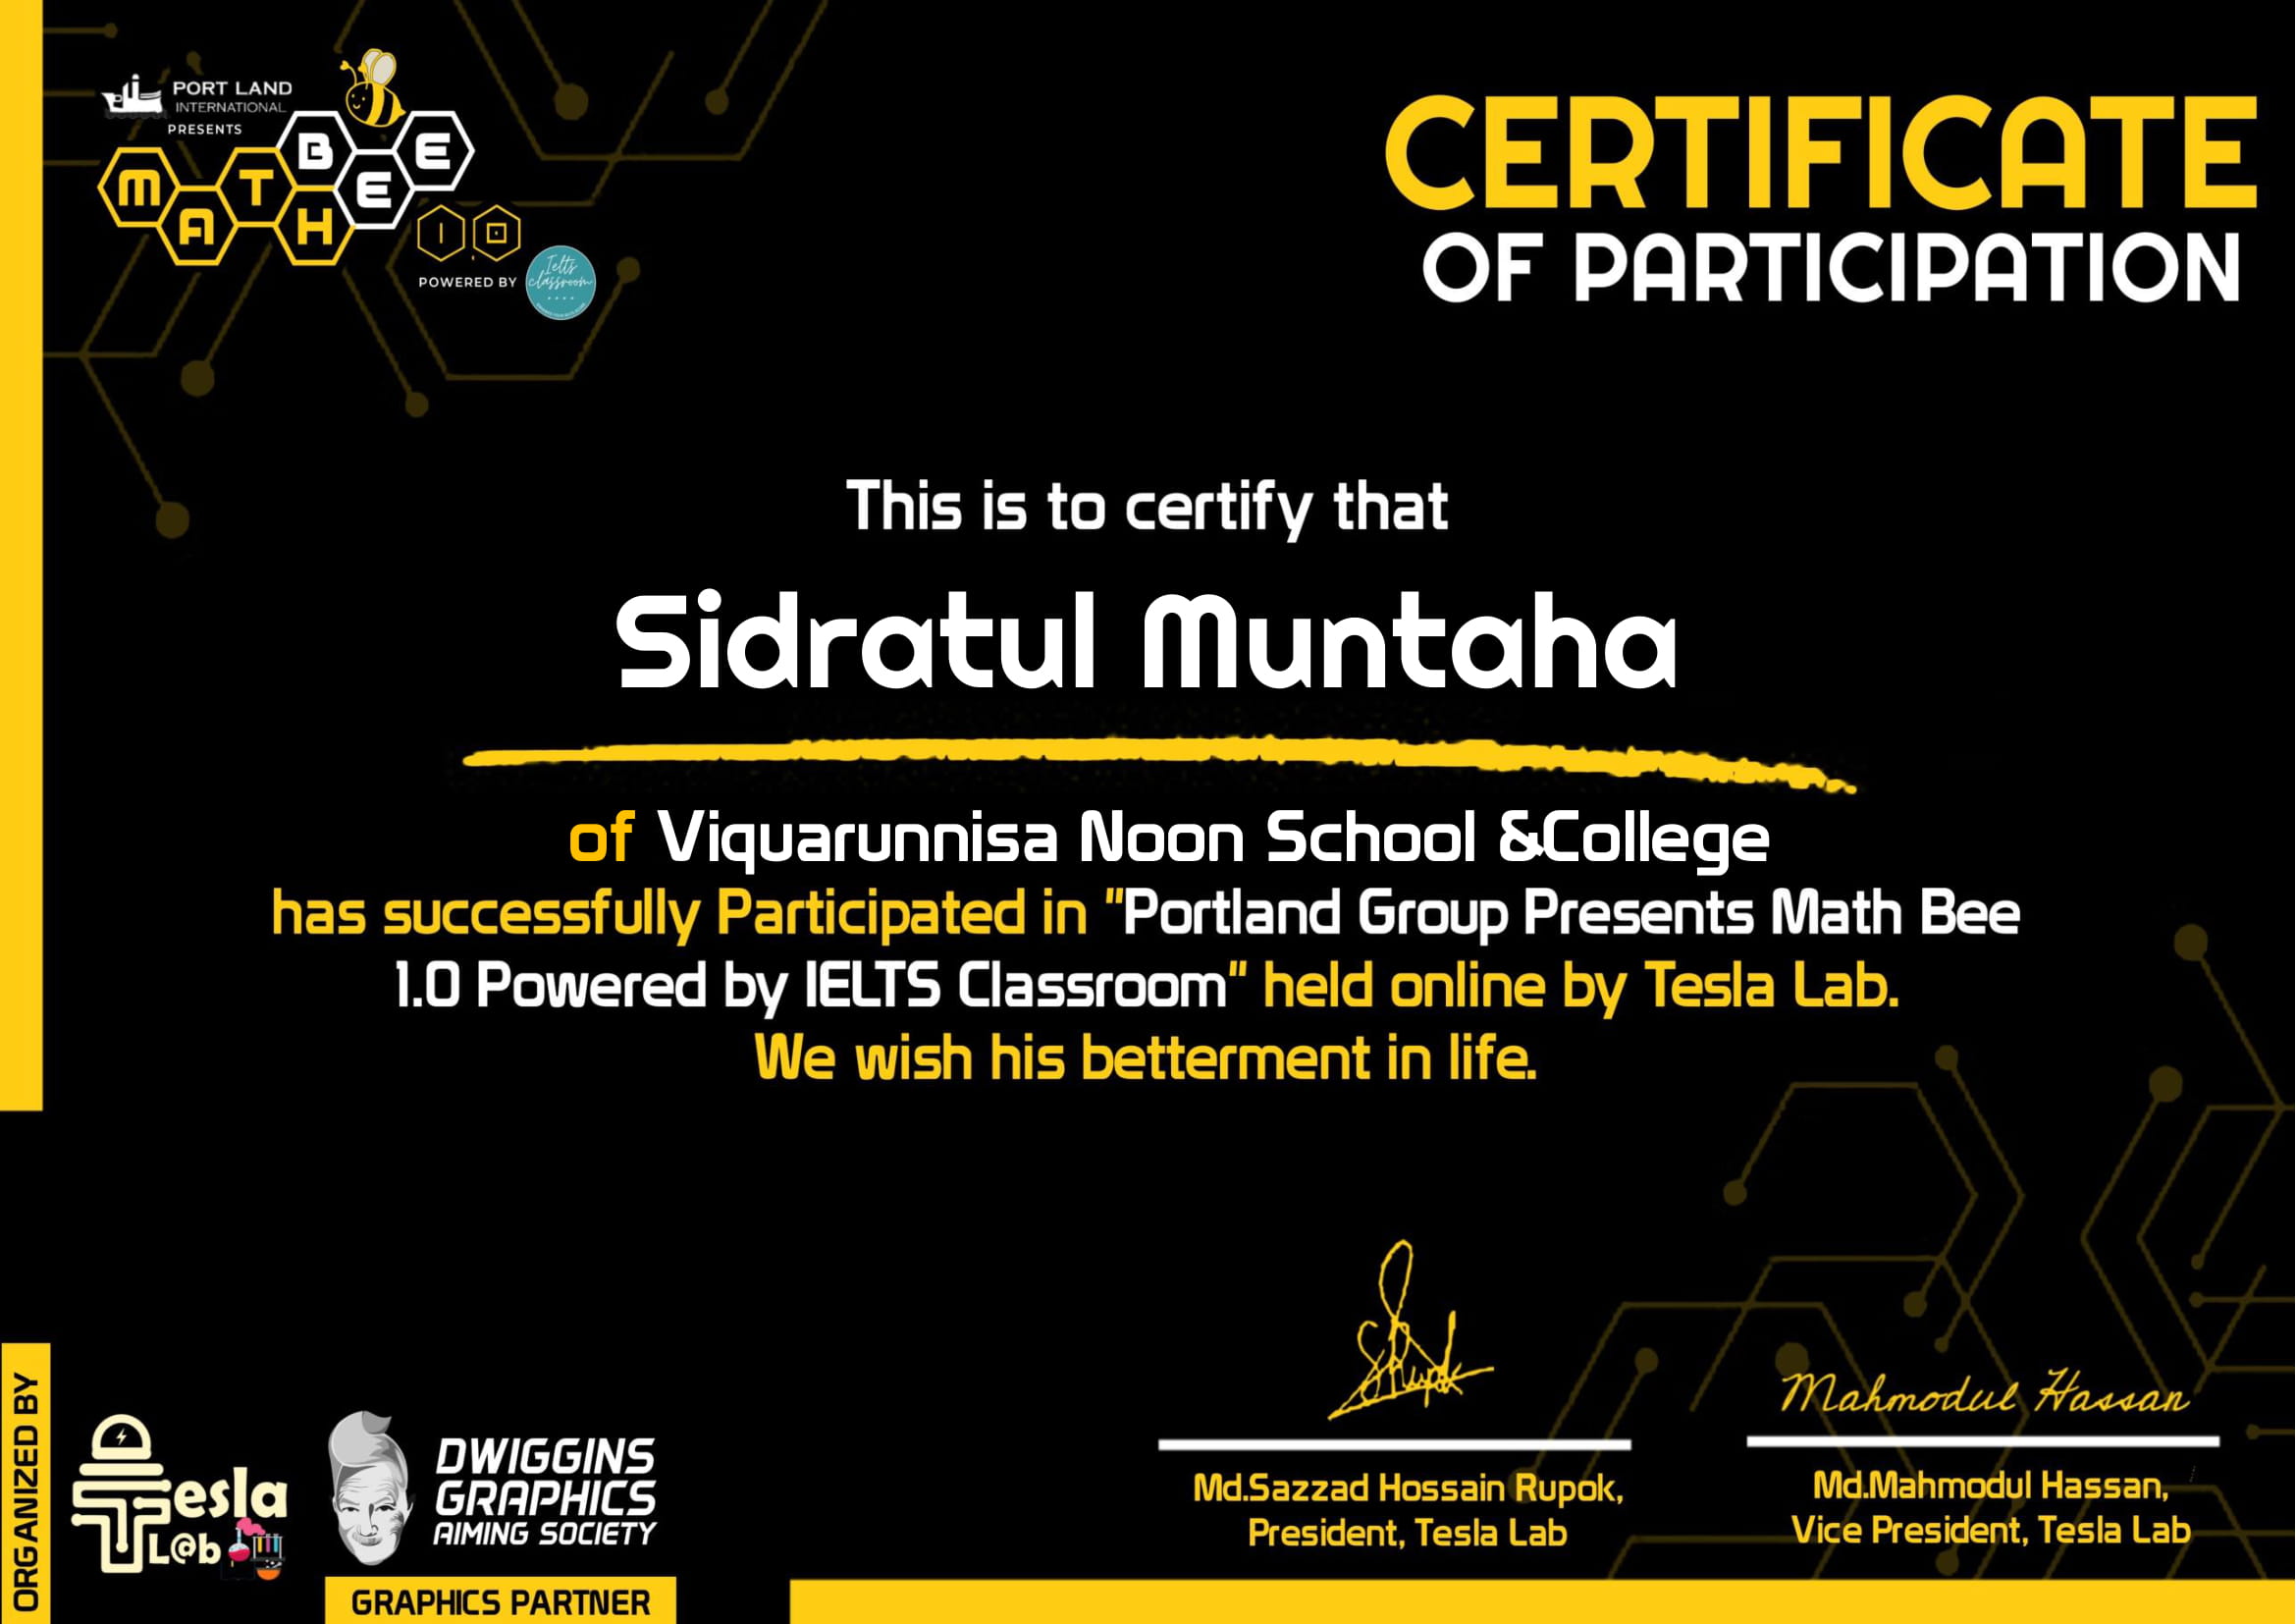 PORT LAND
INTERNATIONAL
PRESENTS
MATH BEE
1.0
POWERED BY
Ielts
classroom
CERTIFICATE
OF PARTICIPATION
This is to certify that
Sidratul Muntaha
of Viquarunnisa Noon School &College
has successfully Participated in "Portland Group Presents Math Bee
1.0 Powered by IELTS Classroom" held online by Tesla Lab.
We wish his betterment in life.
Mahmodul Hassan
Md.Sazzad Hossain Rupok,
President, Tesla Lab
Md.Mahmodul Hassan,
Vice President, Tesla Lab
ORGANIZED BY
Tesla
L@b
DWIGGINS
GRAPHICS
AIMING SOCIETY
GRAPHICS PARTNER